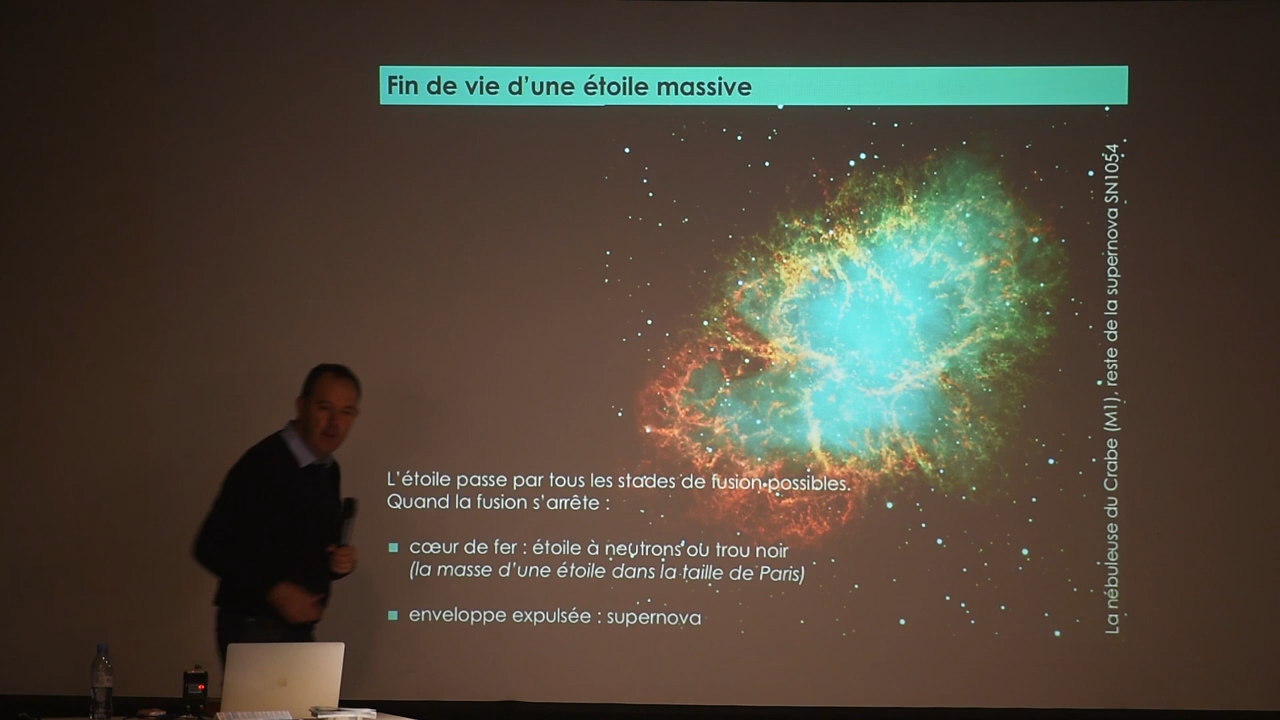 Fin de vie d'une étoile massive
La nébuleuse du Crabe (M1), reste de la supernova SN1054
L'étoile passe par tous les stades de fusion possibles.
Quand la fusion s'arrête :
cœur de fer : étoile à neutrons ou trou noir
(la masse d'une étoile dans la taille de Paris)
enveloppe expulsée : supernova